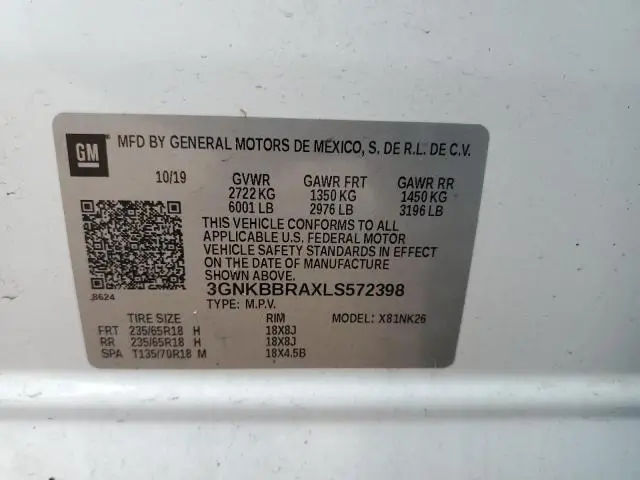 GM
MFD BY GENERAL MOTORS DE MEXICO, S. DE R.L. DE C.V.
10/19 GVWR GAWR FRT GAWR RR
2722 KG 1350 KG 1450 KG
6001 LB 2976 LB 3196 LB
THIS VEHICLE CONFORMS TO ALL
APPLICABLE U.S. FEDERAL MOTOR
VEHICLE SAFETY STANDARDS IN EFFECT
ON THE DATE OF MANUFACTURE
SHOWN ABOVE.
3GNKBBRAXLS572398
8624
TYPE: M.P.V. MODEL: X81NK26
TIRE SIZE RIM
FRT 235/65R18 H 18X8J
RR 235/65R18 H 18X8J
SPA T135/70R18 M 18X4.5B